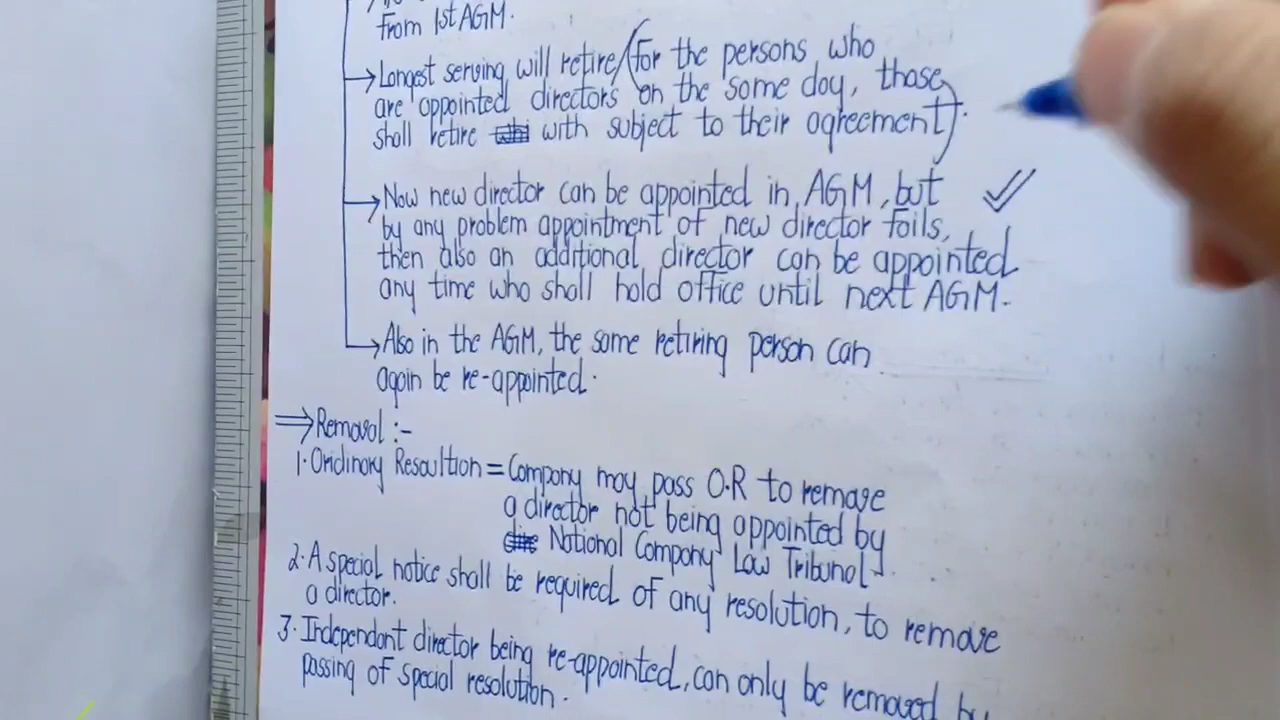 from 1st AGM.
→Longest serving will retire/(for the persons who
are appointed directors on the same day, those
shall retire with subject to their agreement).
→Now new director can be appointed in AGM, but
by any problem appointment of new director fails,
then also an additional director can be appointed
any time who shall hold office until next AGM.
→Also in the AGM, the same retiring person can
again be re-appointed.
⇒Removal :-
1. Oridinary Resoultion = Company may pass O.R to remove
a director not being appointed by
National Company Law Tribunal.
2. A special notice shall be required of any resolution, to remove
a director.
3. Independant director being re-appointed, can only be removed by
passing of special resolution.